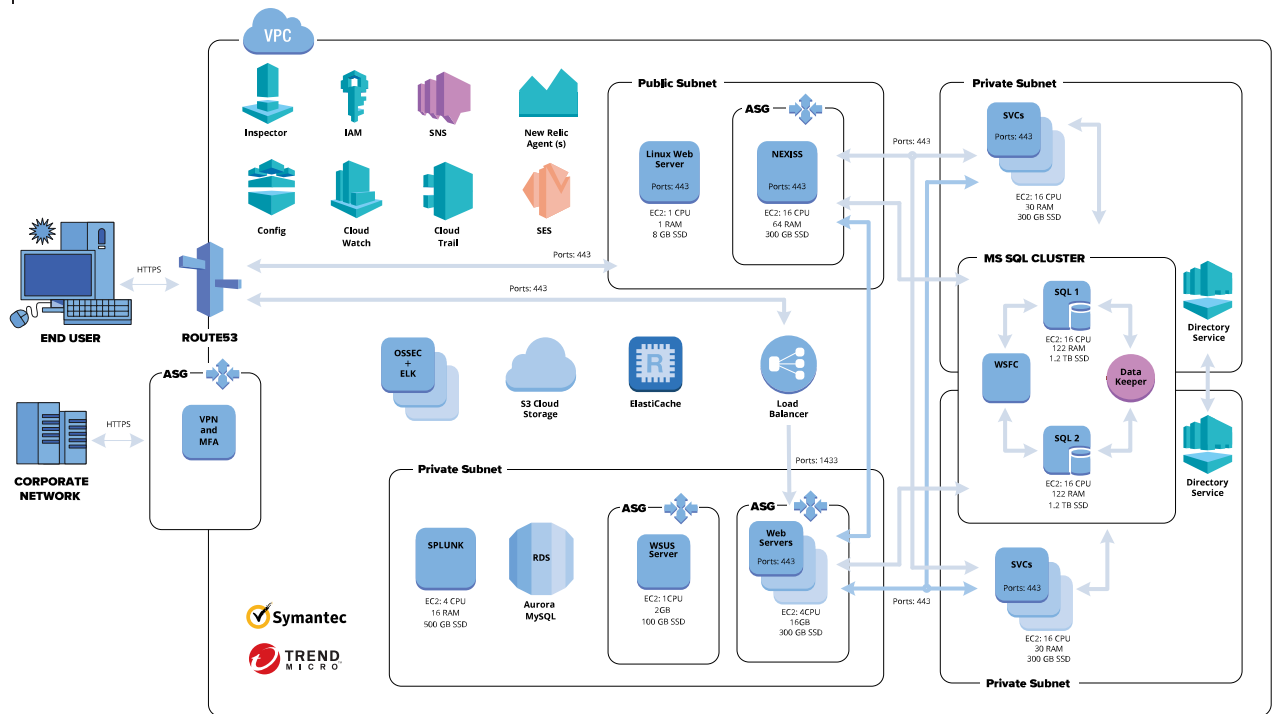 VPC
Inspector
IAM
SNS
New Relic
Agent (s)
Config
Cloud
Watch
Cloud
Trail
SES
Public Subnet
ASG
Linux Web
Server
Ports: 443
EC2: 1 CPU
1 RAM
8 GB SSD
NEXISS
Ports: 443
EC2: 16 CPU
64 RAM
300 GB SSD
Ports: 443
Private Subnet
SVCs
Ports: 443
EC2: 16 CPU
30 RAM
300 GB SSD
HTTPS
END USER
ROUTE53
Ports: 443
Ports: 443
MS SQL CLUSTER
SQL 1
EC2: 16 CPU
122 RAM
1.2 TB SSD
WSFC
Data
Keeper
SQL 2
EC2: 16 CPU
122 RAM
1.2 TB SSD
Directory
Service
Directory
Service
OSSEC
+
ELK
S3 Cloud
Storage
R
ElastiCache
Load
Balancer
Ports: 1433
ASG
VPN
and
MFA
HTTPS
CORPORATE
NETWORK
Private Subnet
SPLUNK
EC2: 4 CPU
16 RAM
500 GB SSD
RDS
Aurora
MySQL
ASG
WSUS
Server
EC2: 1CPU
2GB
100 GB SSD
ASG
Web
Servers
Ports: 443
EC2: 4CPU
16GB
300 GB SSD
Ports: 443
SVCs
Ports: 443
EC2: 16 CPU
30 RAM
300 GB SSD
Private Subnet
Symantec
TREND
MICRO